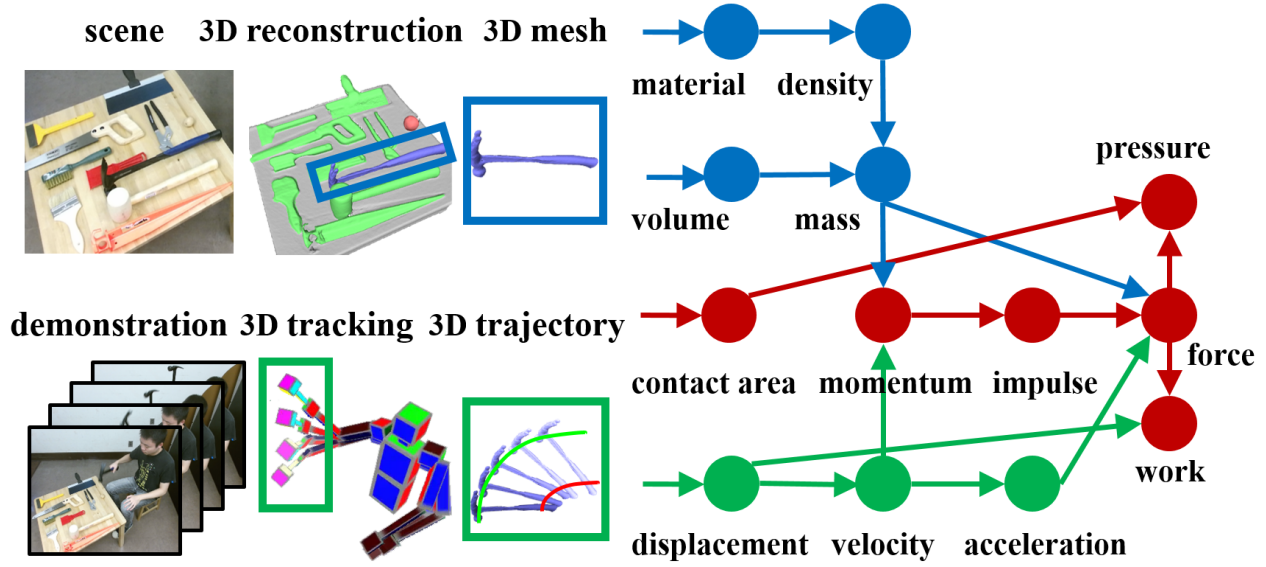 scene 3D reconstruction 3D mesh
material density
pressure
volume mass
demonstration 3D tracking 3D trajectory
force
contact area momentum impulse
work
displacement velocity acceleration